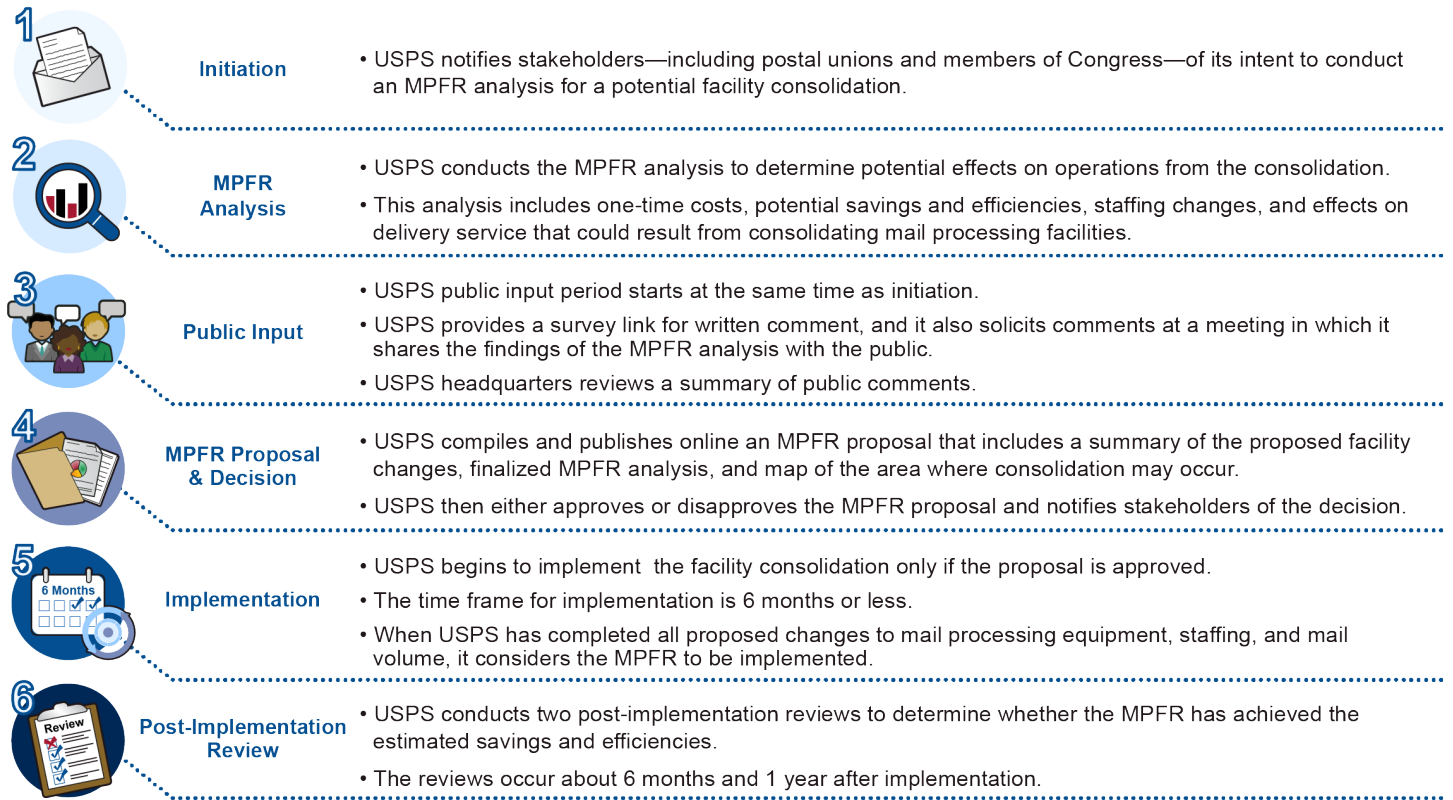 1
Initiation
• USPS notifies stakeholders—including postal unions and members of Congress—of its intent to conduct
an MPFR analysis for a potential facility consolidation.
2
MPFR
Analysis
• USPS conducts the MPFR analysis to determine potential effects on operations from the consolidation.
• This analysis includes one-time costs, potential savings and efficiencies, staffing changes, and effects on
delivery service that could result from consolidating mail processing facilities.
3
Public Input
• USPS public input period starts at the same time as initiation.
• USPS provides a survey link for written comment, and it also solicits comments at a meeting in which it
shares the findings of the MPFR analysis with the public.
• USPS headquarters reviews a summary of public comments.
4
MPFR Proposal
& Decision
• USPS compiles and publishes online an MPFR proposal that includes a summary of the proposed facility
changes, finalized MPFR analysis, and map of the area where consolidation may occur.
• USPS then either approves or disapproves the MPFR proposal and notifies stakeholders of the decision.
5
6 Months
Implementation
• USPS begins to implement  the facility consolidation only if the proposal is approved.
• The time frame for implementation is 6 months or less.
• When USPS has completed all proposed changes to mail processing equipment, staffing, and mail
volume, it considers the MPFR to be implemented.
6
Review
Post-Implementation
Review
• USPS conducts two post-implementation reviews to determine whether the MPFR has achieved the
estimated savings and efficiencies.
• The reviews occur about 6 months and 1 year after implementation.